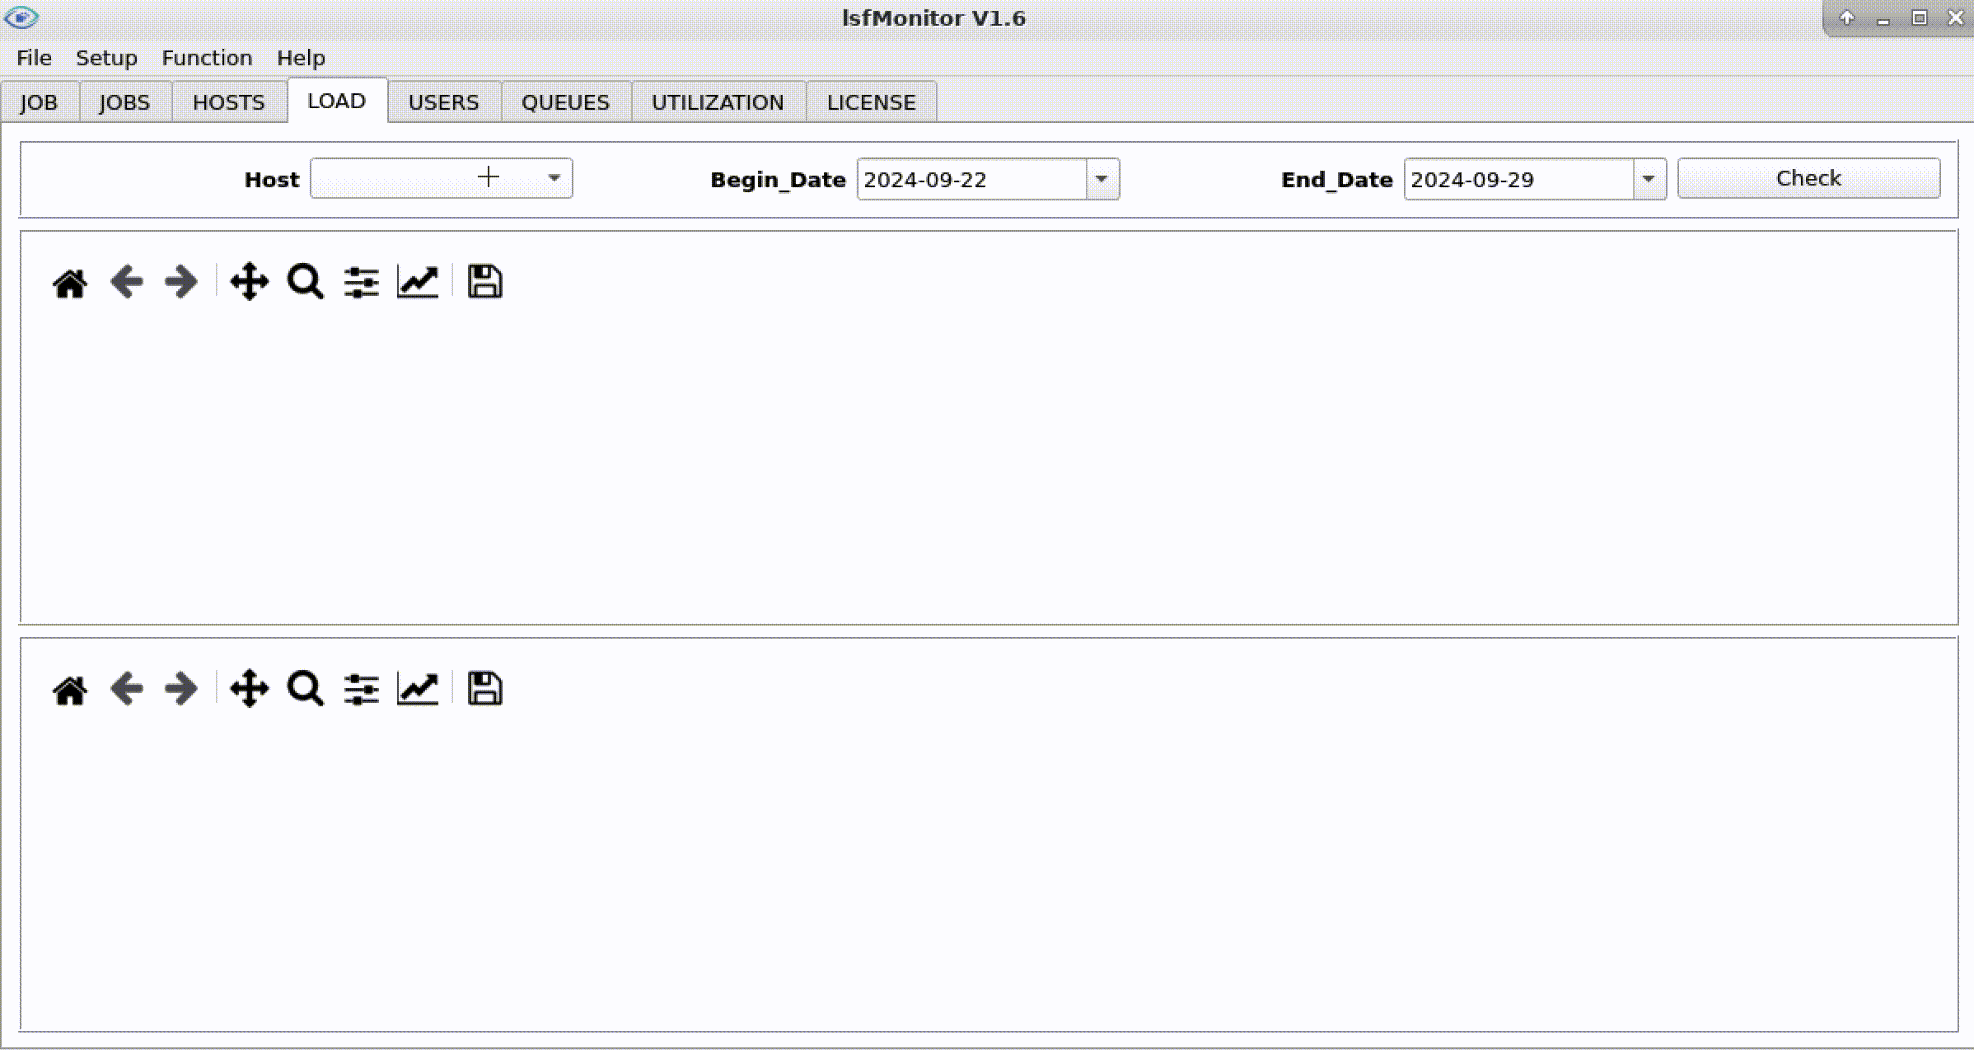 lsfMonitor V1.6
File Setup Function Help
JOB JOBS HOSTS LOAD USERS QUEUES UTILIZATION LICENSE
Host Begin_Date 2024-09-22 End_Date 2024-09-29 Check